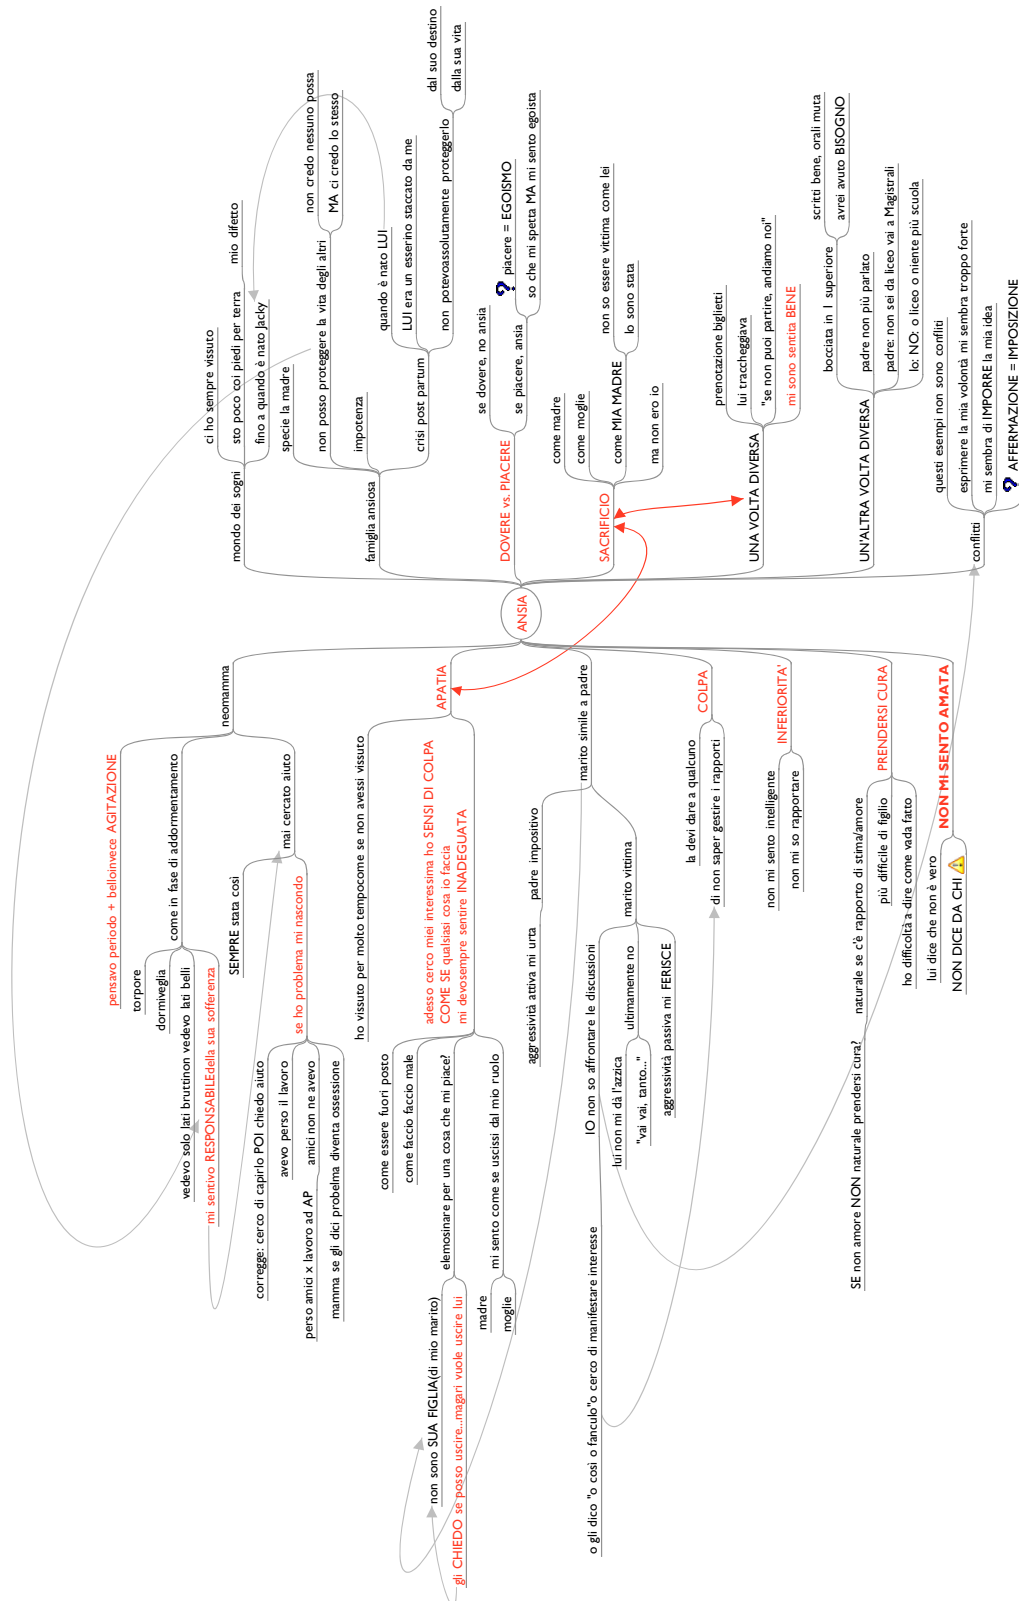 ANSIA
neomamma
pensavo periodo + belloinvece AGITAZIONE
come in fase di addormentamento
torpore
dormiveglia
vedevo solo lati bruttinon vedevo lati belli
mi sentivo RESPONSABILEdella sua sofferenza
mai cercato aiuto
SEMPRE stata così
se ho problema mi nascondo
corregge: cerco di capirlo POI chiedo aiuto
avevo perso il lavoro
amici non ne avevo
perso amici x lavoro ad AP
mamma se gli dici probelma diventa ossessione
APATIA
ho vissuto per molto tempocome se non avessi vissuto
adesso cerco miei interessima ho SENSI DI COLPA
COME SE qualsiasi cosa io faccia
mi devosempre sentire INADEGUATA
come essere fuori posto
come faccio faccio male
elemosinare per una cosa che mi piace?
non sono SUA FIGLIA(di mio marito)
gli CHIEDO se posso uscire...magari vuole uscire lui
mi sento come se uscissi dal mio ruolo
madre
moglie
marito simile a padre
padre impositivo
aggressività attiva mi urta
marito vittima
IO non so affrontare le discussioni
o gli dico "o così o fanculo"o cerco di manifestare interesse
ultimamente no
lui non mi dà l'azzica
"vai vai, tanto..."
aggressività passiva mi FERISCE
COLPA
la devi dare a qualcuno
di non saper gestire i rapporti
INFERIORITA'
non mi sento intelligente
non mi so rapportare
PRENDERSI CURA
naturale se c'è rapporto di stima/amore
SE non amore NON naturale prendersi cura?
più difficile di figlio
ho difficoltà a dire come vada fatto
NON MI SENTO AMATA
lui dice che non è vero
NON DICE DA CHI
mondo dei sogni
ci ho sempre vissuto
sto poco coi piedi per terra
mio difetto
fino a quando è nato Jacky
famiglia ansiosa
specie la madre
non posso proteggere la vita degli altri
non credo nessuno possa
MA ci credo lo stesso
impotenza
crisi post partum
quando è nato LUI
LUI era un esserino staccato da me
non potevoassolutamente proteggerlo
dal suo destino
dalla sua vita
DOVERE vs. PIACERE
se dovere, no ansia
se piacere, ansia
? piacere = EGOISMO
so che mi spetta MA mi sento egoista
SACRIFICIO
come madre
come moglie
come MIA MADRE
non so essere vittima come lei
lo sono stata
ma non ero io
UNA VOLTA DIVERSA
prenotazione biglietti
lui traccheggiava
"se non puoi partire, andiamo noi"
mi sono sentita BENE
UN'ALTRA VOLTA DIVERSA
bocciata in 1 superiore
scritti bene, orali muta
avrei avuto BISOGNO
padre non più parlato
padre: non sei da liceo vai a Magistrali
Io: NO: o liceo o niente più scuola
conflitti
questi esempi non sono confliti
esprimere la mia volontà mi sembra troppo forte
mi sembra di IMPORRE la mia idea
? AFFERMAZIONE = IMPOSIZIONE